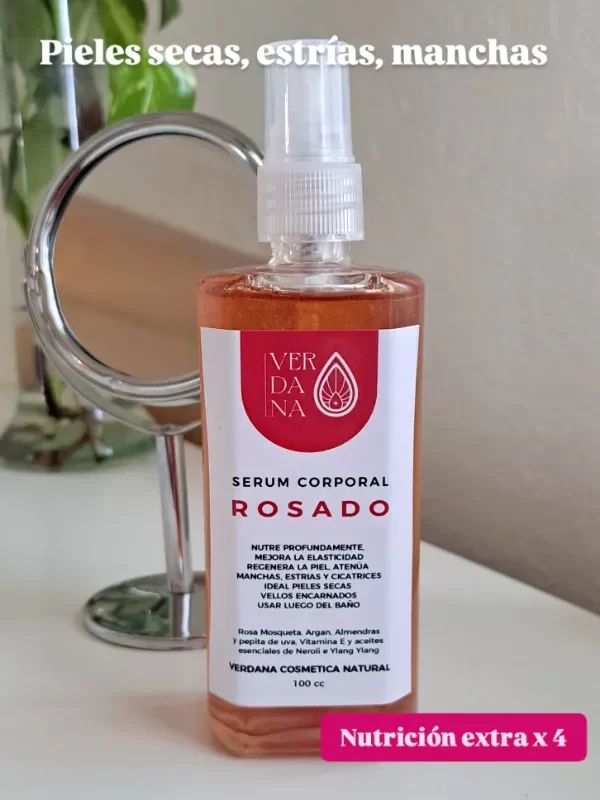 Pieles secas, estrías, manchas
VER
DA
NA
SERUM CORPORAL
ROSADO
NUTRE PROFUNDAMENTE,
MEJORA LA ELASTICIDAD
REGENERA LA PIEL, ATENÚA
MANCHAS, ESTRIAS Y CICATRICES
IDEAL PIELES SECAS
VELLOS ENCARNADOS
USAR LUEGO DEL BAÑO
Rosa Mosqueta, Argan, Almendras
y pepita de uva, Vitamina E y aceites
esenciales de Neroli e Ylang Ylang
VERDANA COSMETICA NATURAL
100 cc
Nutrición extra x 4